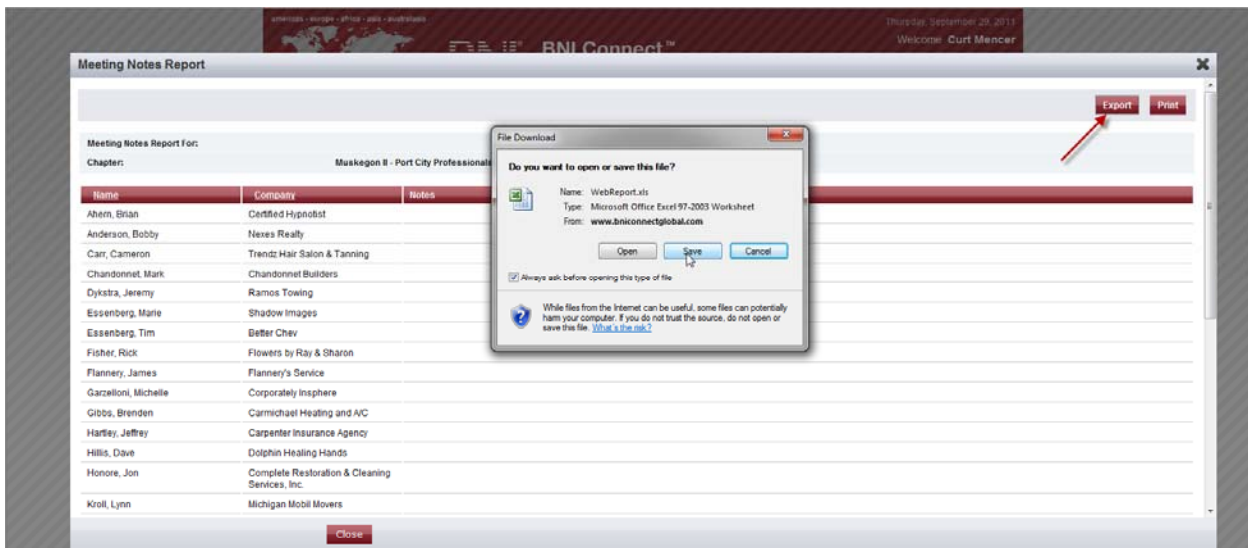 americas - europe - africa - asia - australasia
Thursday, September 29, 2011
BNI BNI Connect™
Welcome Curt Mencer
Meeting Notes Report
Export Print
Meeting Notes Report For:
Chapter: Muskegon II - Port City Professionals
Name Company Notes
Ahern, Brian Certified Hypnotist
Anderson, Bobby Nexes Realty
Carr, Cameron Trendz Hair Salon & Tanning
Chandonnet, Mark Chandonnet Builders
Dykstra, Jeremy Ramos Towing
Essenberg, Marie Shadow Images
Essenberg, Tim Better Chev
Fisher, Rick Flowers by Ray & Sharon
Flannery, James Flannery's Service
Garzelloni, Michelle Corporately Insphere
Gibbs, Brenden Carmichael Heating and A/C
Hartley, Jeffrey Carpenter Insurance Agency
Hillis, Dave Dolphin Healing Hands
Honore, Jon Complete Restoration & Cleaning
Services, Inc.
Kroll, Lynn Michigan Mobil Movers
Close
File Download
Do you want to open or save this file?
Name: WebReport.xls
Type: Microsoft Office Excel 97-2003 Worksheet
From: www.bniconnectglobal.com
Open Save Cancel
Always ask before opening this type of file
While files from the Internet can be useful, some files can potentially
harm your computer. If you do not trust the source, do not open or
save this file. What's the risk?